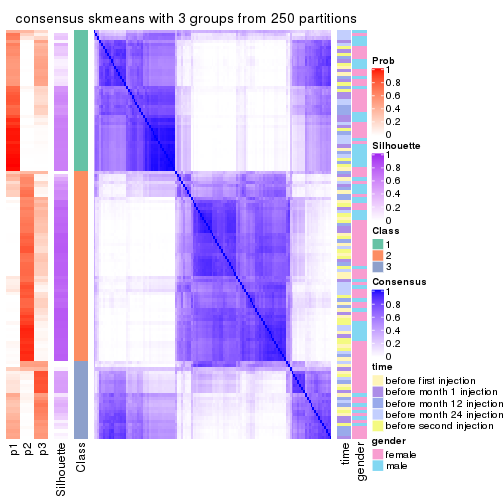 consensus skmeans with 3 groups from 250 partitions
Prob
1
0.8
0.6
0.4
0.2
0
Silhouette
1
0.8
0.6
0.4
0.2
0
Class
1
2
3
Consensus
1
0.8
0.6
0.4
0.2
0
time
before first injection
before month 1 injection
before month 12 injection
before month 24 injection
before second injection
gender
female
male
p1
p2
p3
Silhouette
Class
time
gender